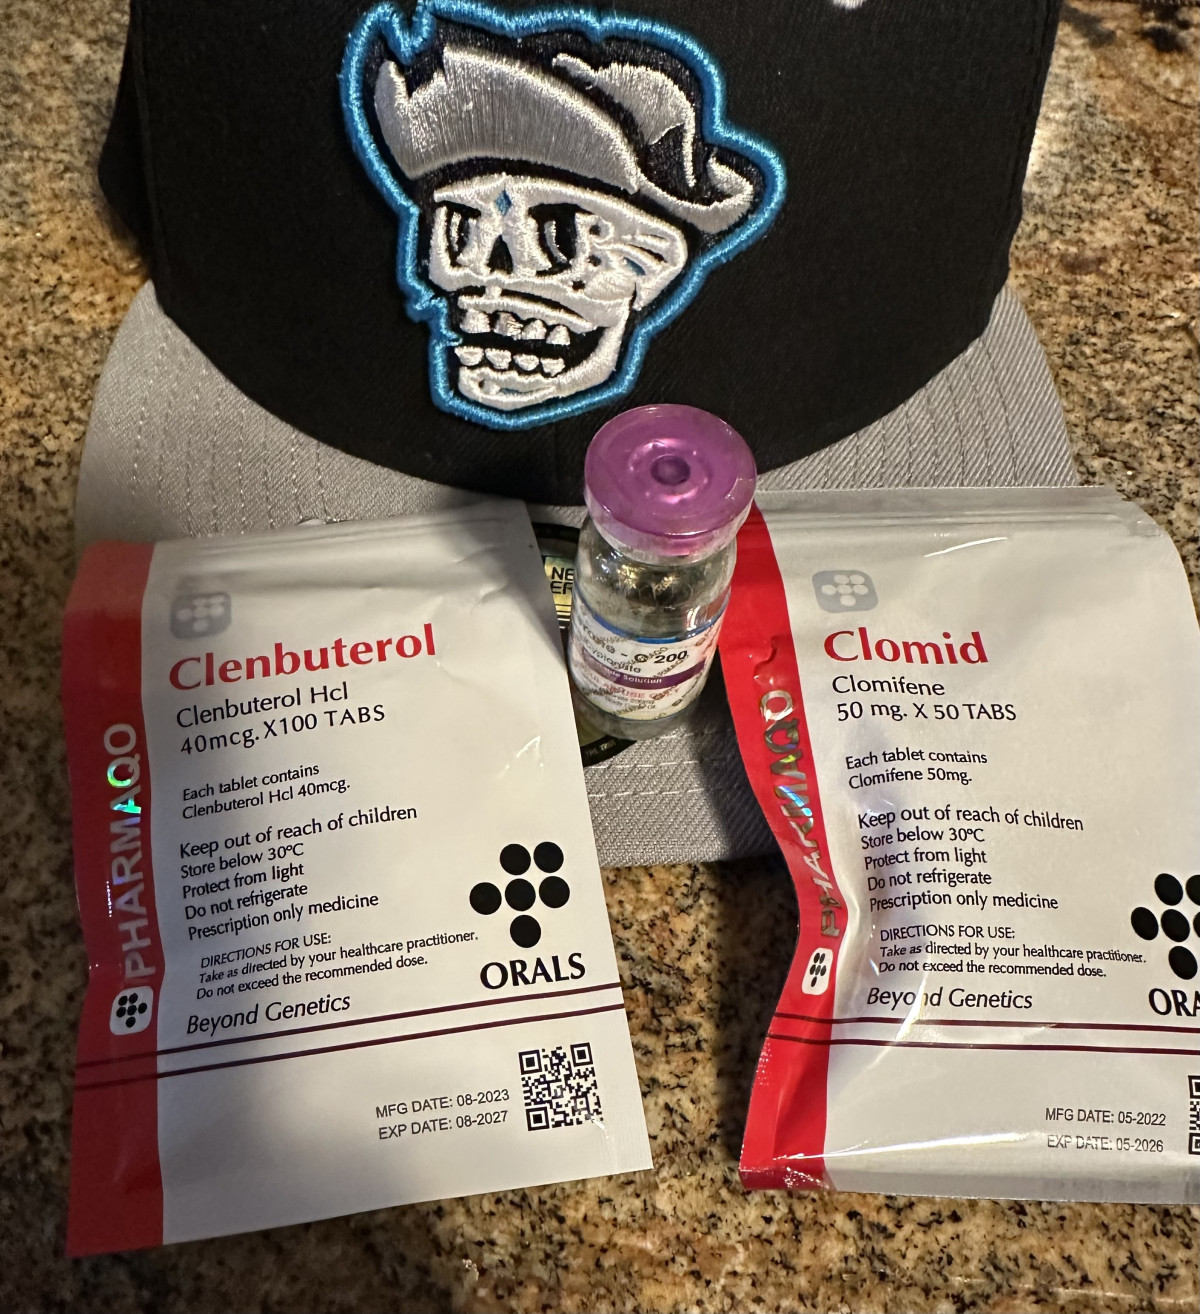 PHARMAQO
Clenbuterol
Clenbuterol Hcl
40mcg. X100 TABS
Each tablet contains
Clenbuterol Hcl 40mcg.
Keep out of reach of children
Store below 30ºC
Protect from light
Do not refrigerate
Prescription only medicine
DIRECTIONS FOR USE:
Take as directed by your healthcare practitioner.
Do not exceed the recommended dose.
Beyond Genetics
ORALS
MFG DATE: 08-2023
EXP DATE: 08-2027
NE
ER
200
PHARMAQO
Clomid
Clomifene
50 mg. X 50 TABS
Each tablet contains
Clomifene 50mg.
Keep out of reach of children
Store below 30ºC
Protect from light
Do not refrigerate
Prescription only medicine
DIRECTIONS FOR USE:
Take as directed by your healthcare practitioner.
Do not exceed the recommended dose.
Beyond Genetics
ORA
MFG DATE: 05-2022
EXP DATE: 05-2026